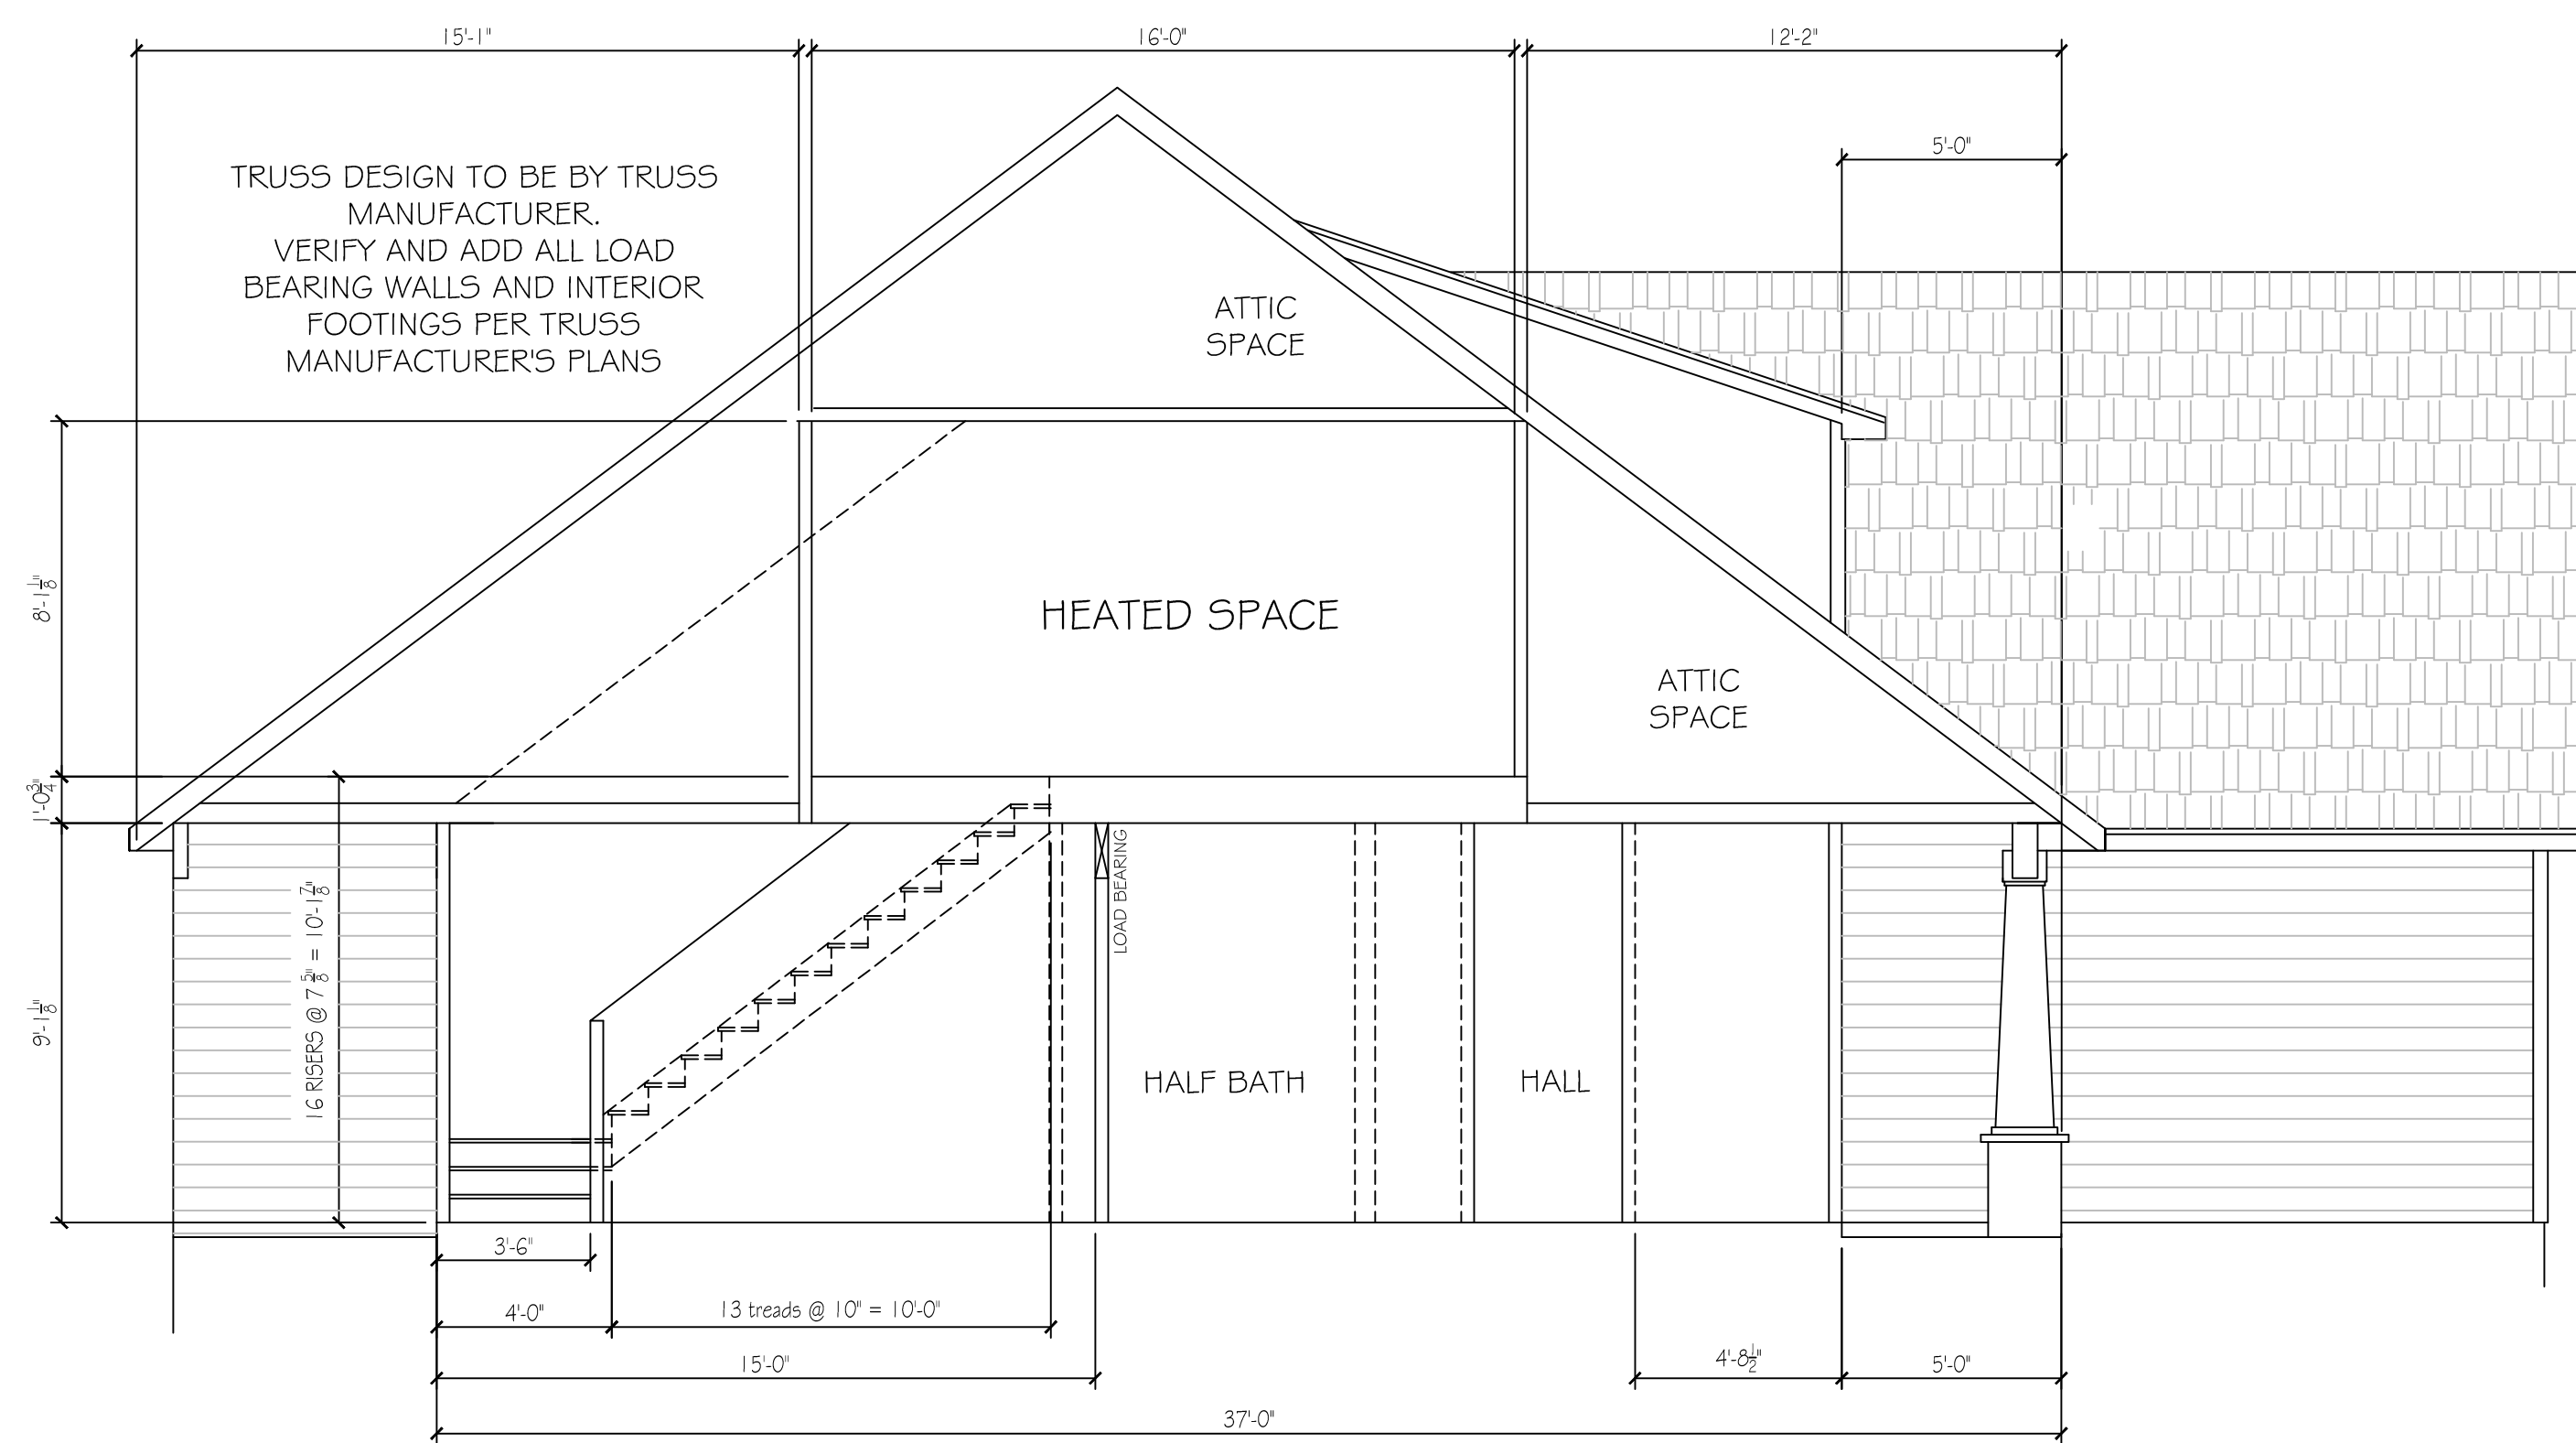 15'-1"
16'-0"
12'-2"
5'-0"
TRUSS DESIGN TO BE BY TRUSS
MANUFACTURER.
VERIFY AND ADD ALL LOAD
BEARING WALLS AND INTERIOR
FOOTINGS PER TRUSS
MANUFACTURER'S PLANS
ATTIC
SPACE
8'-1 1/8"
HEATED SPACE
ATTIC
SPACE
1'-0 3/4"
LOAD BEARING
16 RISERS @ 7 5/8" = 10'-1 7/8"
9'-1 1/8"
HALF BATH
HALL
3'-6"
4'-0"
13 treads @ 10" = 10'-0"
15'-0"
4'-8 1/2"
5'-0"
37'-0"